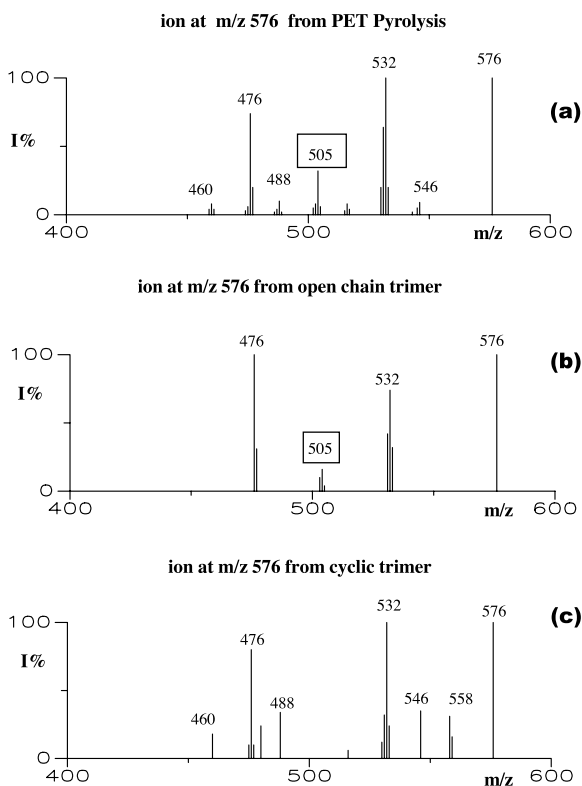 ion at m/z 576 from PET Pyrolysis
576
532
100
476
(a)
I%
505
488
460
546
0
400
500
m/z
600
ion at m/z 576 from open chain trimer
476
576
100
(b)
532
I%
505
0
400
500
m/z
600
ion at m/z 576 from cyclic trimer
532
576
100
(c)
476
I%
546
558
488
460
0
400
500
m/z
600